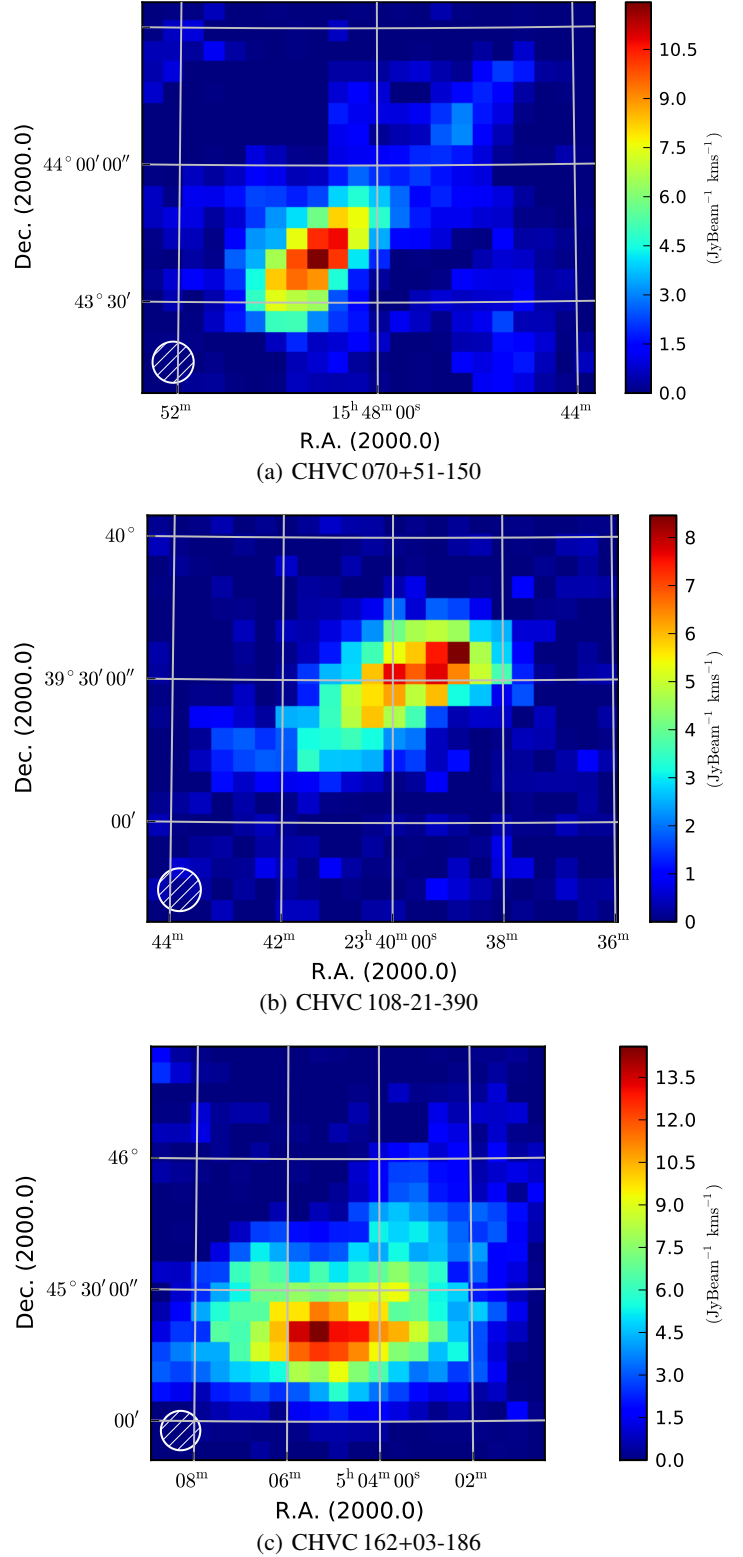 10.5
9.0
7.5
6.0
4.5
3.0
1.5
0.0
(JyBeam⁻¹ kms⁻¹)
Dec. (2000.0)
44°00′00″
43°30′
52ᵐ 15ʰ48ᵐ00ˢ 44ᵐ
R.A. (2000.0)
(a) CHVC 070+51-150
8
7
6
5
4
3
2
1
0
(JyBeam⁻¹ kms⁻¹)
Dec. (2000.0)
40°
39°30′00″
00′
44ᵐ 42ᵐ 23ʰ40ᵐ00ˢ 38ᵐ 36ᵐ
R.A. (2000.0)
(b) CHVC 108-21-390
13.5
12.0
10.5
9.0
7.5
6.0
4.5
3.0
1.5
0.0
(JyBeam⁻¹ kms⁻¹)
Dec. (2000.0)
46°
45°30′00″
00′
08ᵐ 06ᵐ 5ʰ04ᵐ00ˢ 02ᵐ
R.A. (2000.0)
(c) CHVC 162+03-186